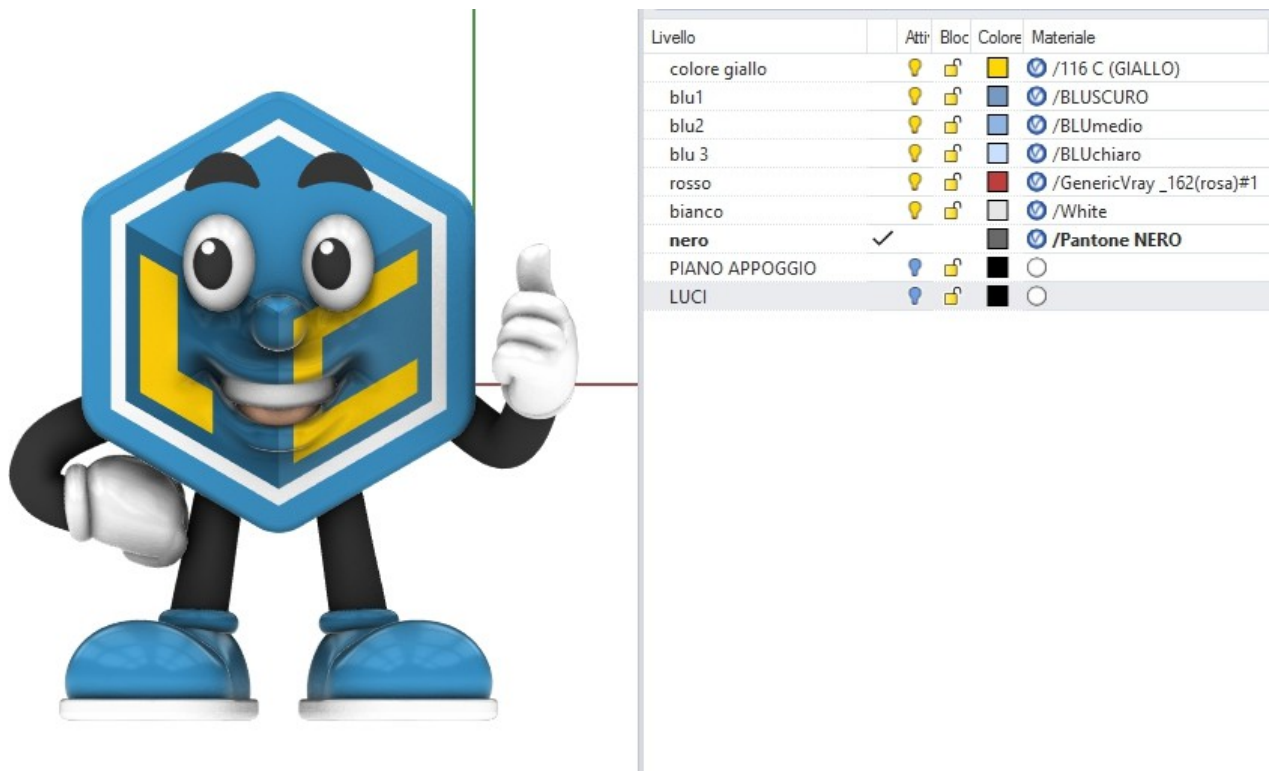 Livello Atti Bloc Colore Materiale
colore giallo /116 C (GIALLO)
blu1 /BLUSCURO
blu2 /BLUmedio
blu 3 /BLUchiaro
rosso /GenericVray _162(rosa)#1
bianco /White
nero /Pantone NERO
PIANO APPOGGIO
LUCI
LE